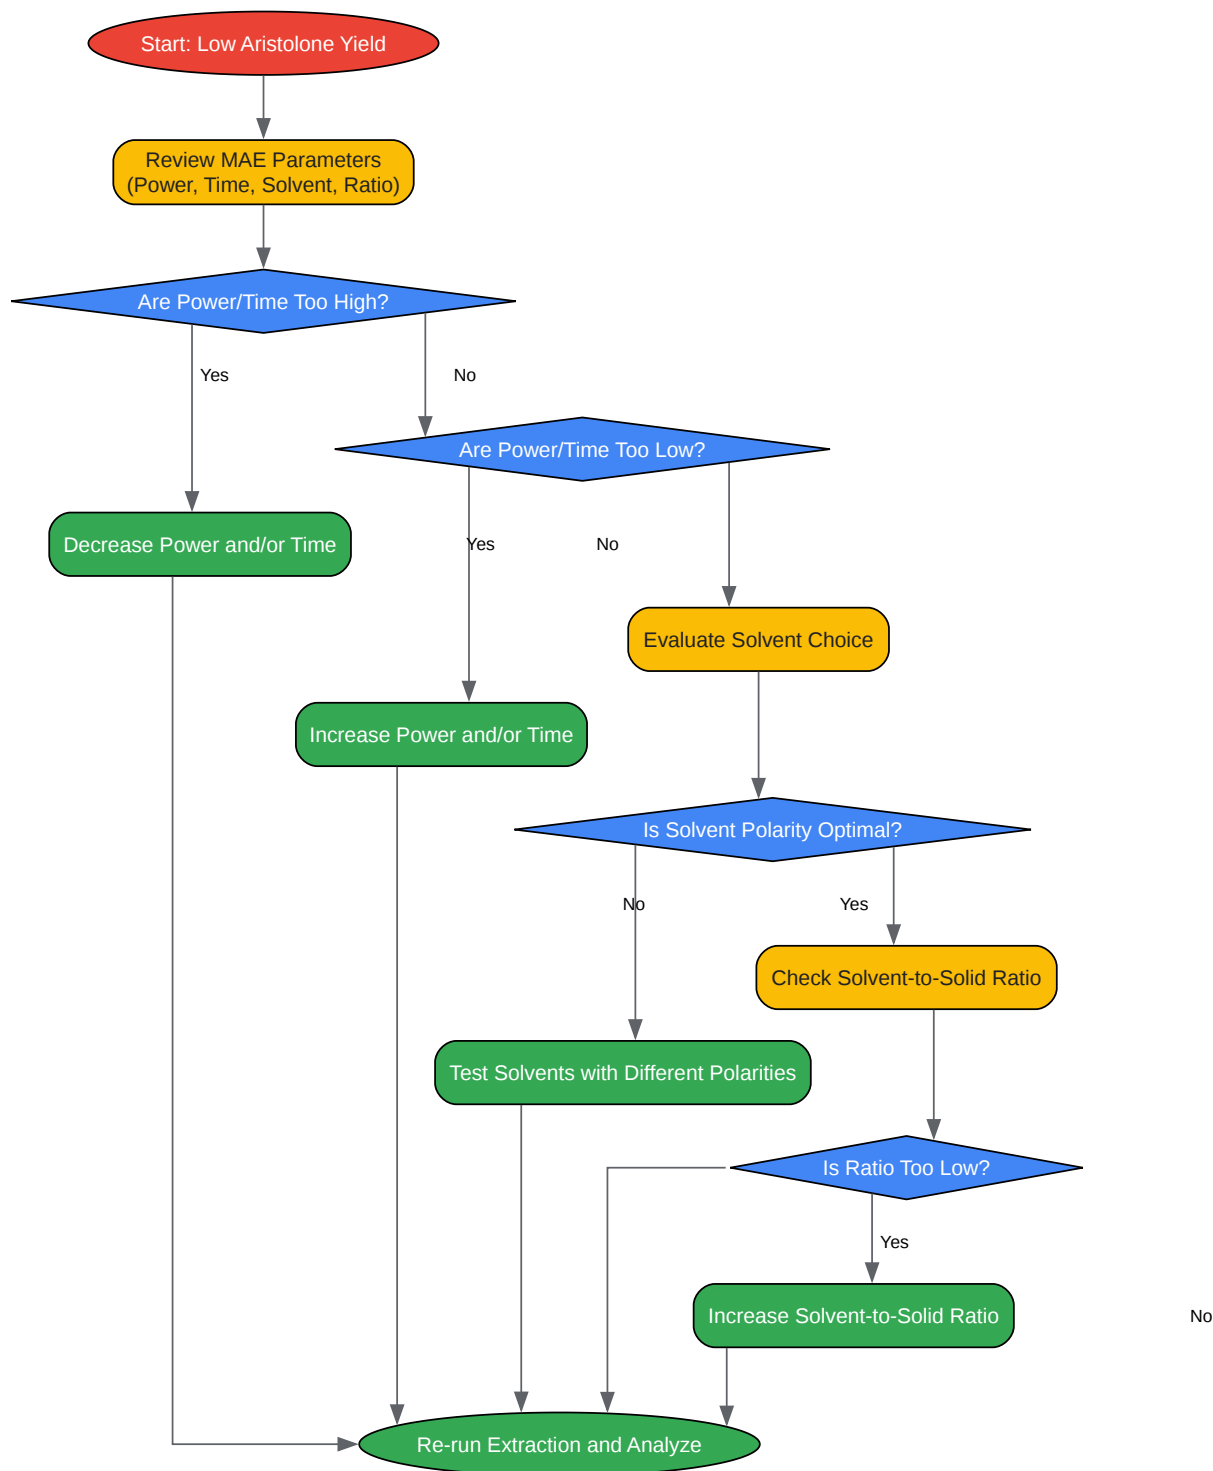 Start: Low Aristolone Yield
Review MAE Parameters
(Power, Time, Solvent, Ratio)
Are Power/Time Too High?
Yes
No
Are Power/Time Too Low?
Decrease Power and/or Time
Yes
No
Evaluate Solvent Choice
Increase Power and/or Time
Is Solvent Polarity Optimal?
No
Yes
Check Solvent-to-Solid Ratio
Test Solvents with Different Polarities
Is Ratio Too Low?
Yes
Increase Solvent-to-Solid Ratio
No
Re-run Extraction and Analyze